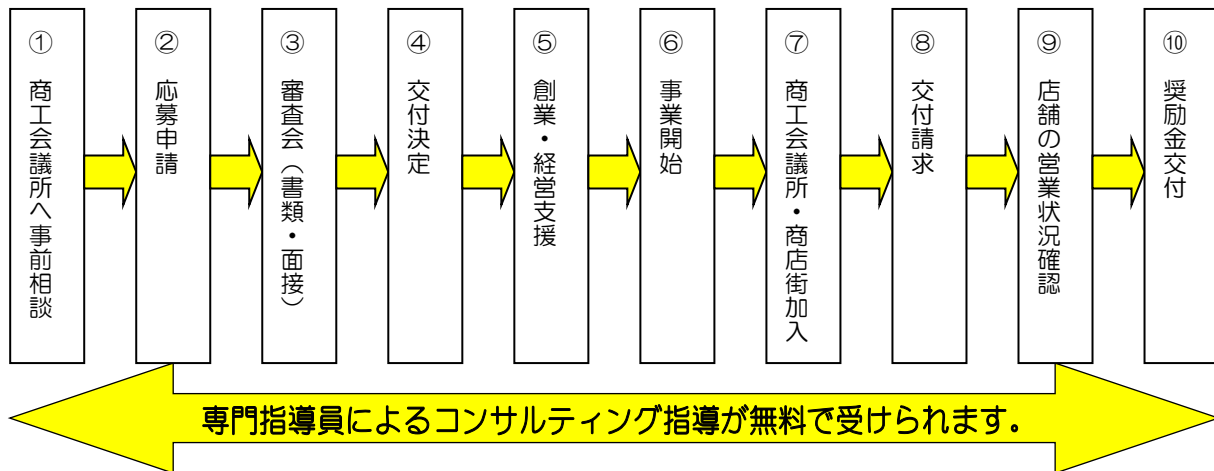 ① 商工会議所へ事前相談
② 応募申請
③ 審査会（書類・面接）
④ 交付決定
⑤ 創業・経営支援
⑥ 事業開始
⑦ 商工会議所・商店街加入
⑧ 交付請求
⑨ 店舗の営業状況確認
⑩ 奨励金交付
専門指導員によるコンサルティング指導が無料で受けられます。